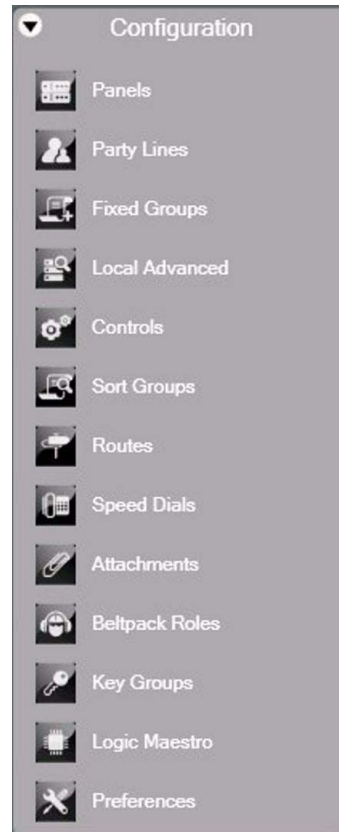 Configuration
Panels
Party Lines
Fixed Groups
Local Advanced
Controls
Sort Groups
Routes
Speed Dials
Attachments
Beltpack Roles
Key Groups
Logic Maestro
Preferences